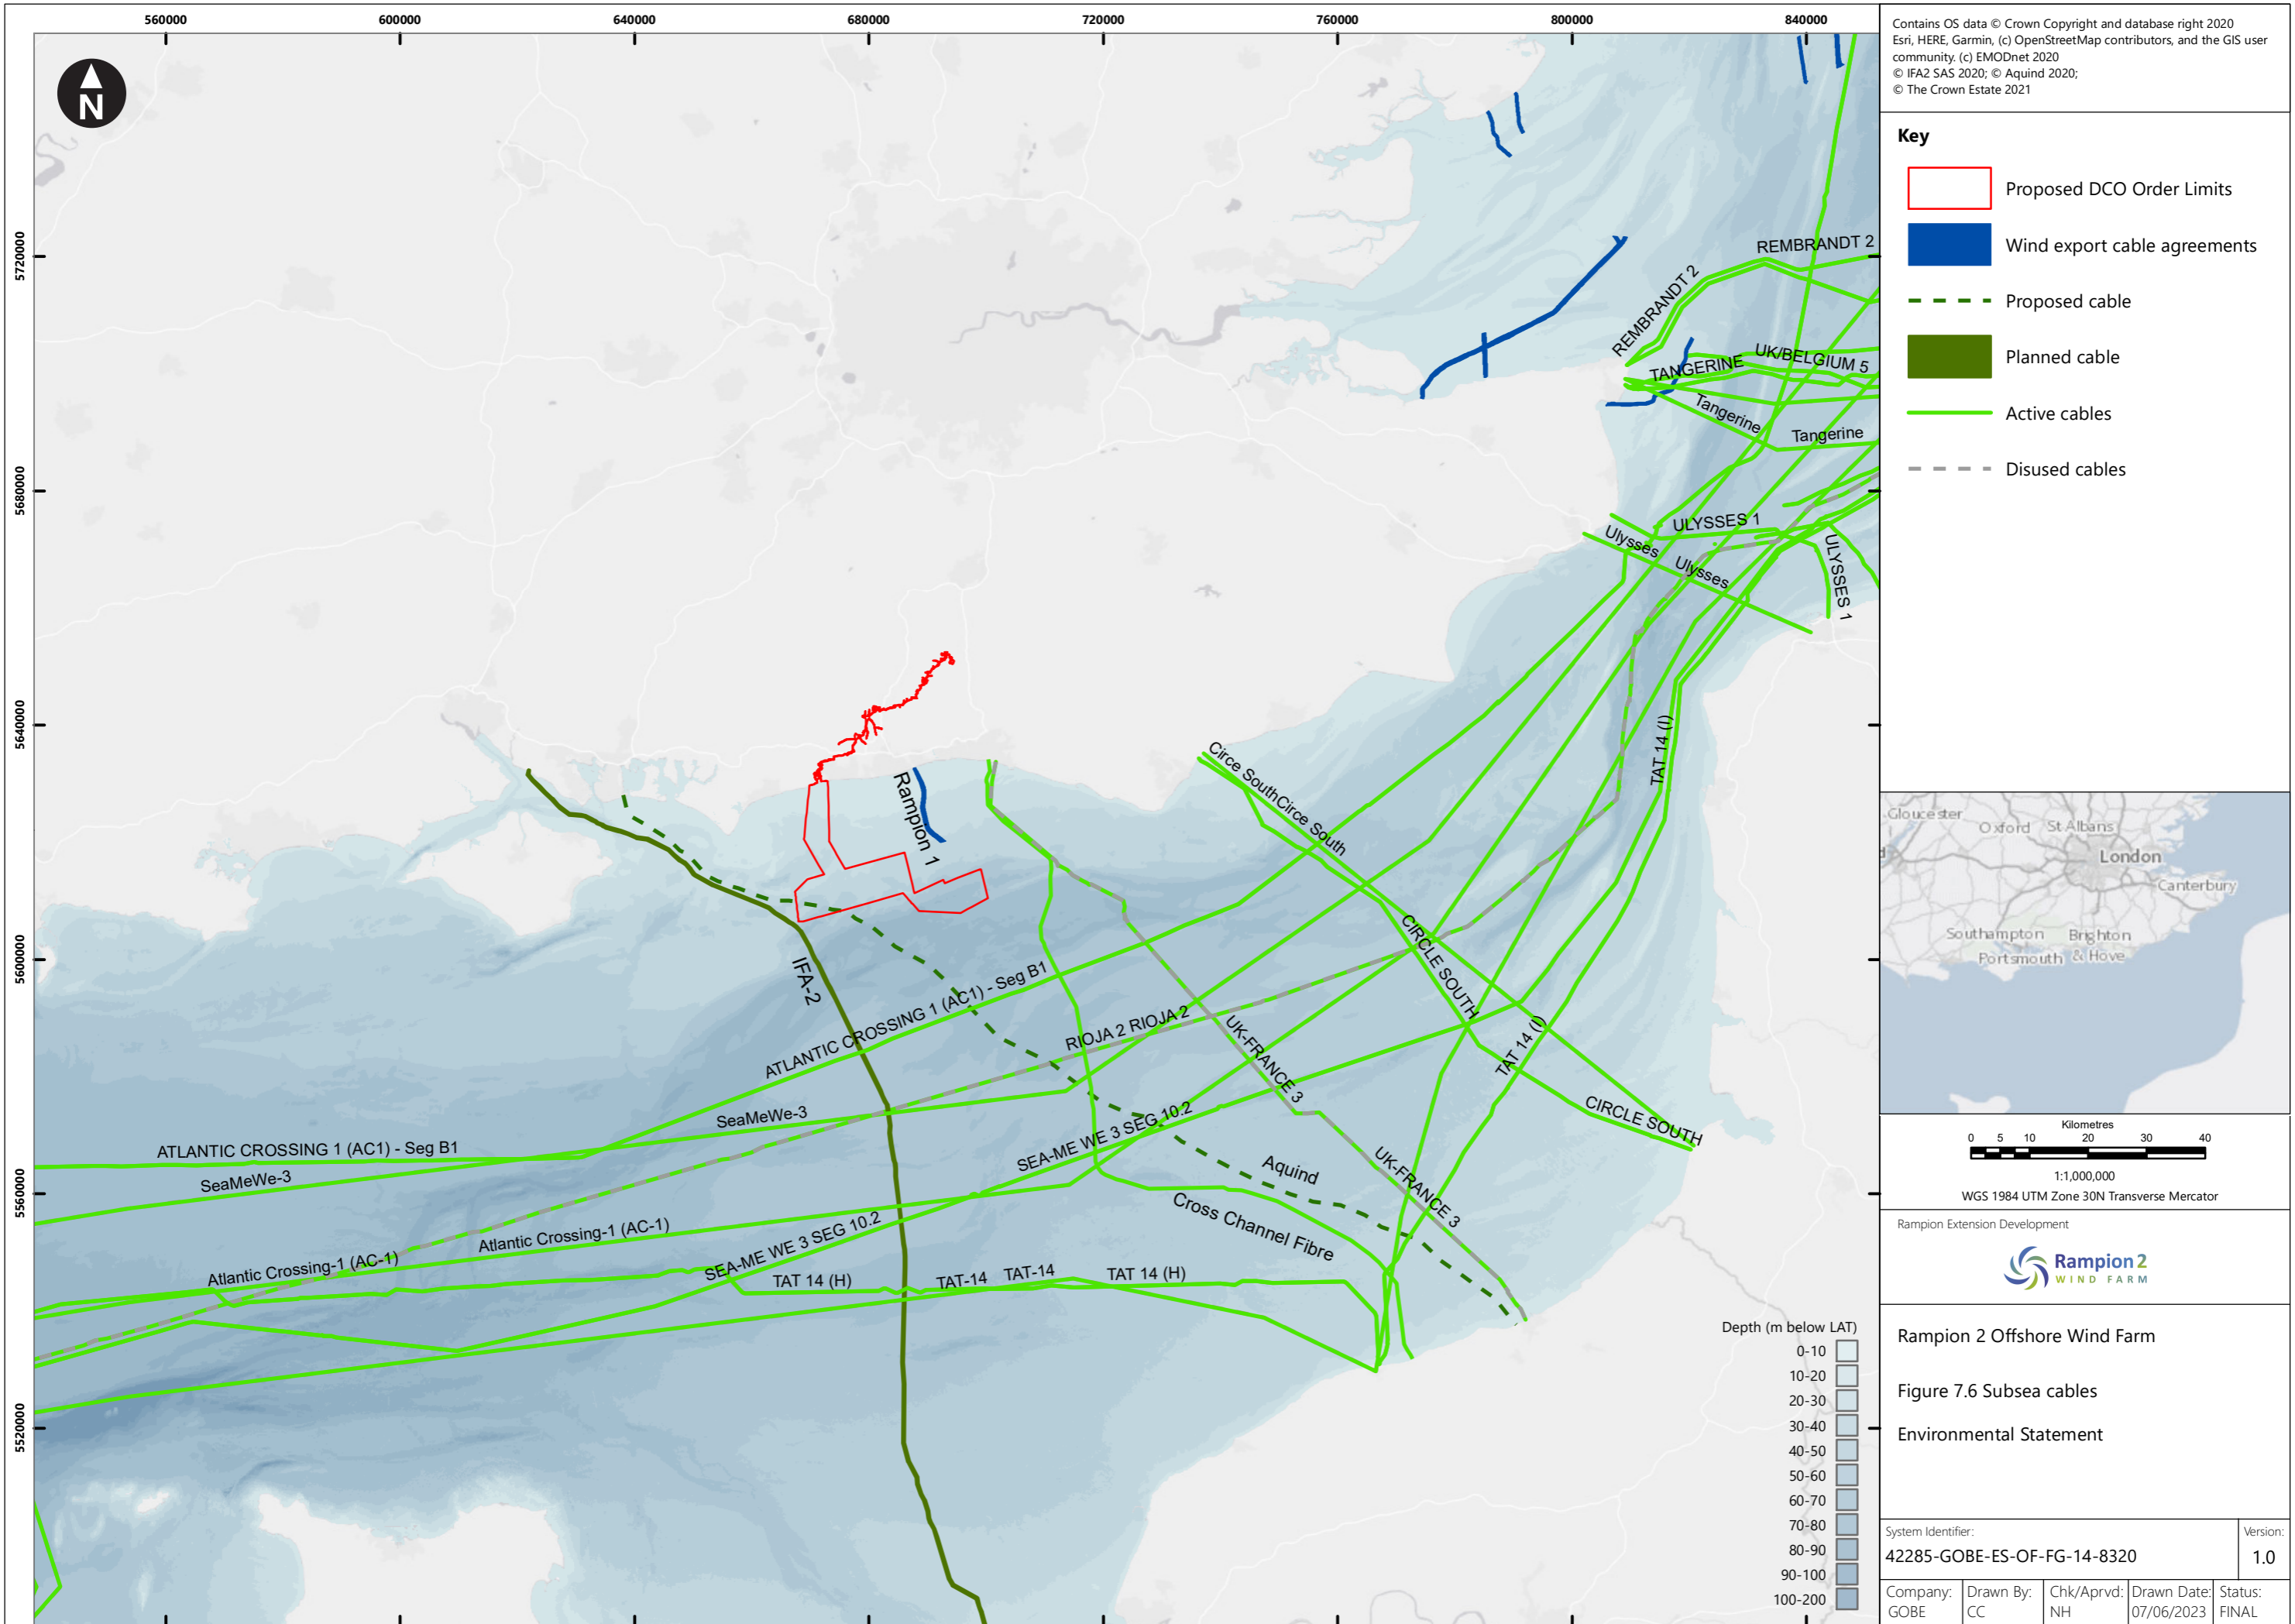 560000 600000 640000 680000 720000 760000 800000 840000
5720000
5680000
5640000
5600000
5560000
5520000
N
REMBRANDT 2
REMBRANDT 2
UK/BELGIUM 5
TANGERINE
Tangerine
Tangerine
ULYSSES 1
Ulysses
Ulysses
ULYSSES 1
TAT 14 (I)
Rampion 1
Circe South
Circe South
CIRCLE SOUTH
IFA-2
ATLANTIC CROSSING 1 (AC1) - Seg B1
RIOJA 2 RIOJA 2
UK-FRANCE 3
TAT 14 (I)
CIRCLE SOUTH
SeaMeWe-3
SEA-ME WE 3 SEG 10.2
ATLANTIC CROSSING 1 (AC1) - Seg B1
SeaMeWe-3
Aquind
UK-FRANCE 3
Cross Channel Fibre
Atlantic Crossing-1 (AC-1)
Atlantic Crossing-1 (AC-1)
SEA-ME WE 3 SEG 10.2
TAT 14 (H)
TAT-14
TAT-14
TAT 14 (H)
Depth (m below LAT)
0-10
10-20
20-30
30-40
40-50
50-60
60-70
70-80
80-90
90-100
100-200
Contains OS data © Crown Copyright and database right 2020
Esri, HERE, Garmin, (c) OpenStreetMap contributors, and the GIS user
community. (c) EMODnet 2020
© IFA2 SAS 2020; © Aquind 2020;
© The Crown Estate 2021
Key
Proposed DCO Order Limits
Wind export cable agreements
Proposed cable
Planned cable
Active cables
Disused cables
Gloucester
Oxford
St Albans
London
Canterbury
Southampton
Brighton
Portsmouth
& Hove
Kilometres
0 5 10 20 30 40
1:1,000,000
WGS 1984 UTM Zone 30N Transverse Mercator
Rampion Extension Development
Rampion 2
WIND FARM
Rampion 2 Offshore Wind Farm
Figure 7.6 Subsea cables
Environmental Statement
System Identifier:
42285-GOBE-ES-OF-FG-14-8320
Version:
1.0
Company:
GOBE
Drawn By:
CC
Chk/Aprvd:
NH
Drawn Date:
07/06/2023
Status:
FINAL